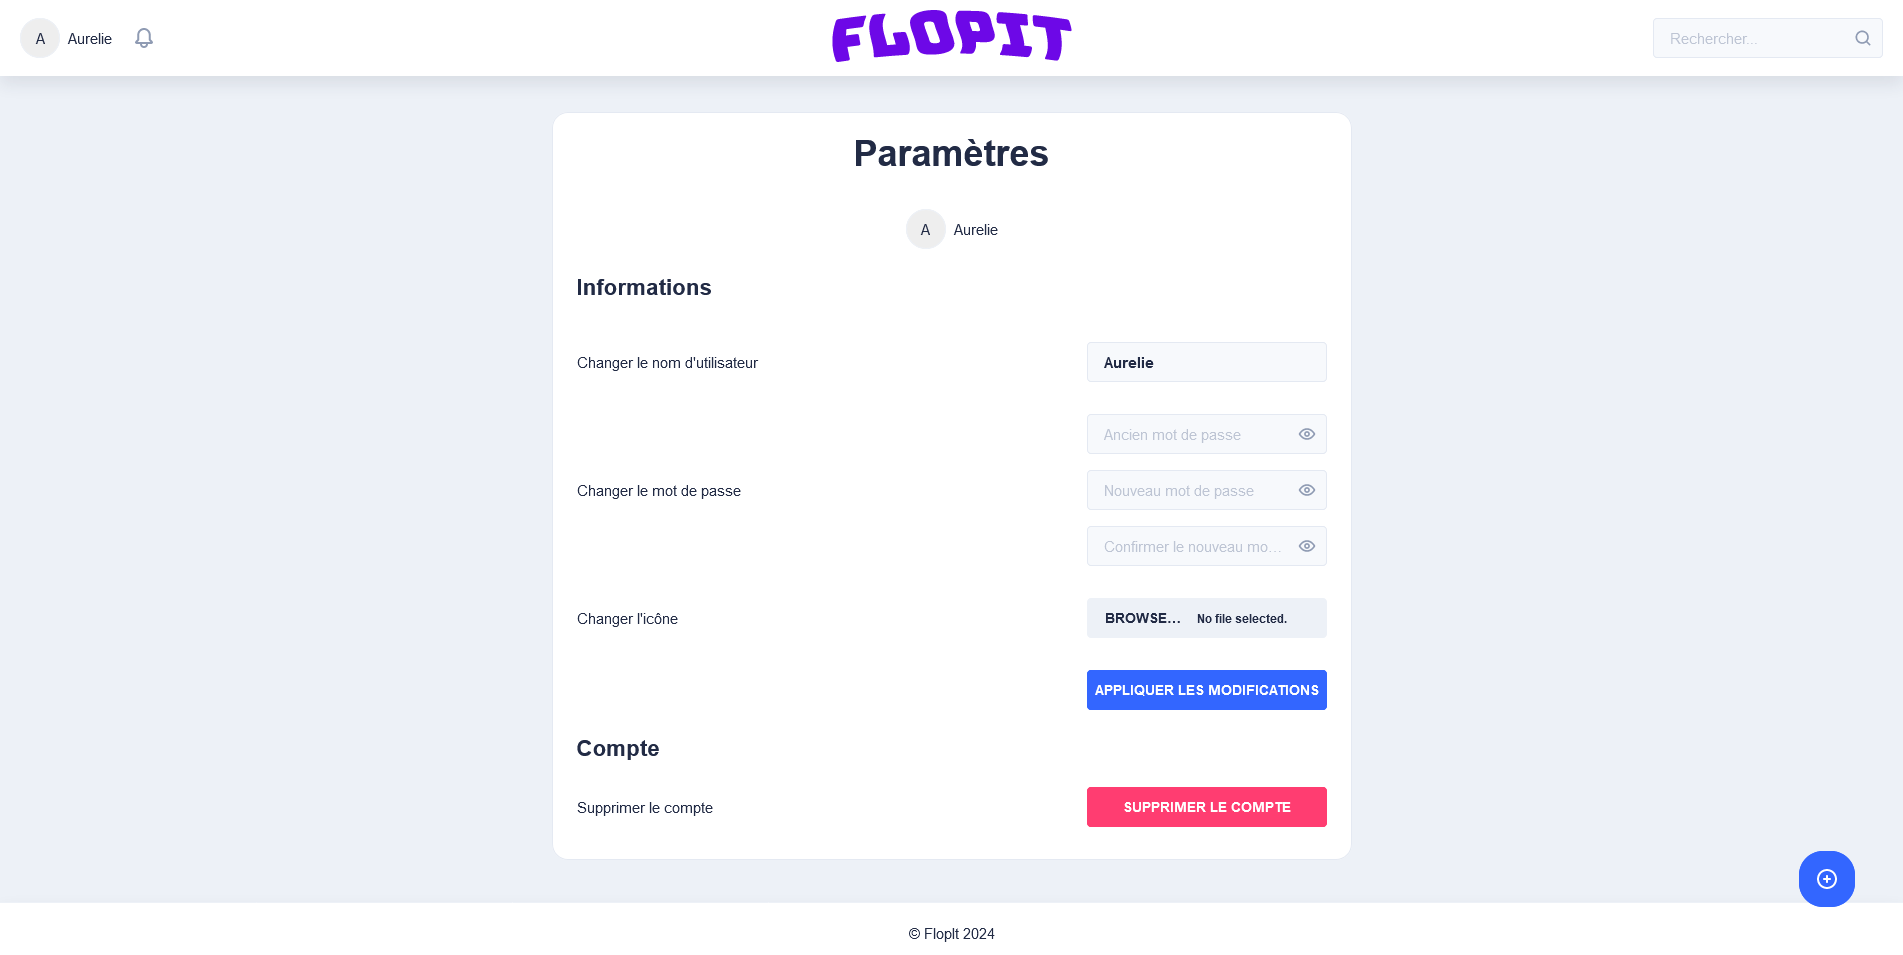 A Aurelie
FLOPIT
Rechercher...
Paramètres
A Aurelie
Informations
Changer le nom d'utilisateur
Aurelie
Ancien mot de passe
Changer le mot de passe
Nouveau mot de passe
Confirmer le nouveau mo...
Changer l'icône
BROWSE... No file selected.
APPLIQUER LES MODIFICATIONS
Compte
Supprimer le compte
SUPPRIMER LE COMPTE
© FlopIt 2024